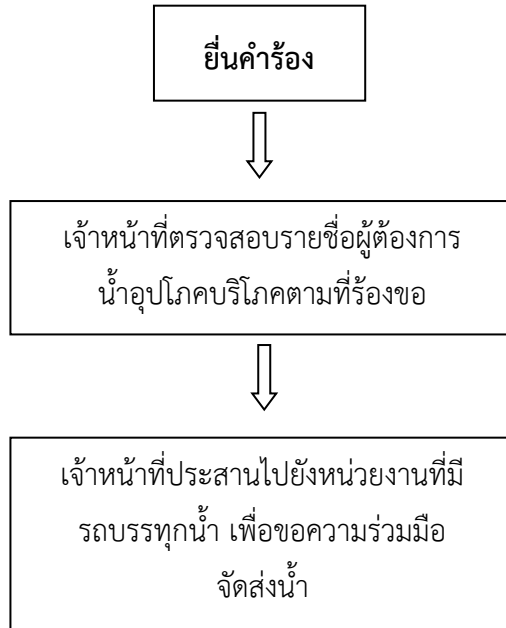 ยื่นคำร้อง
เจ้าหน้าที่ตรวจสอบรายชื่อผู้ต้องการ
น้ำอุปโภคบริโภคตามที่ร้องขอ
เจ้าหน้าที่ประสานไปยังหน่วยงานที่มี
รถบรรทุกน้ำ เพื่อขอความร่วมมือ
จัดส่งน้ำ